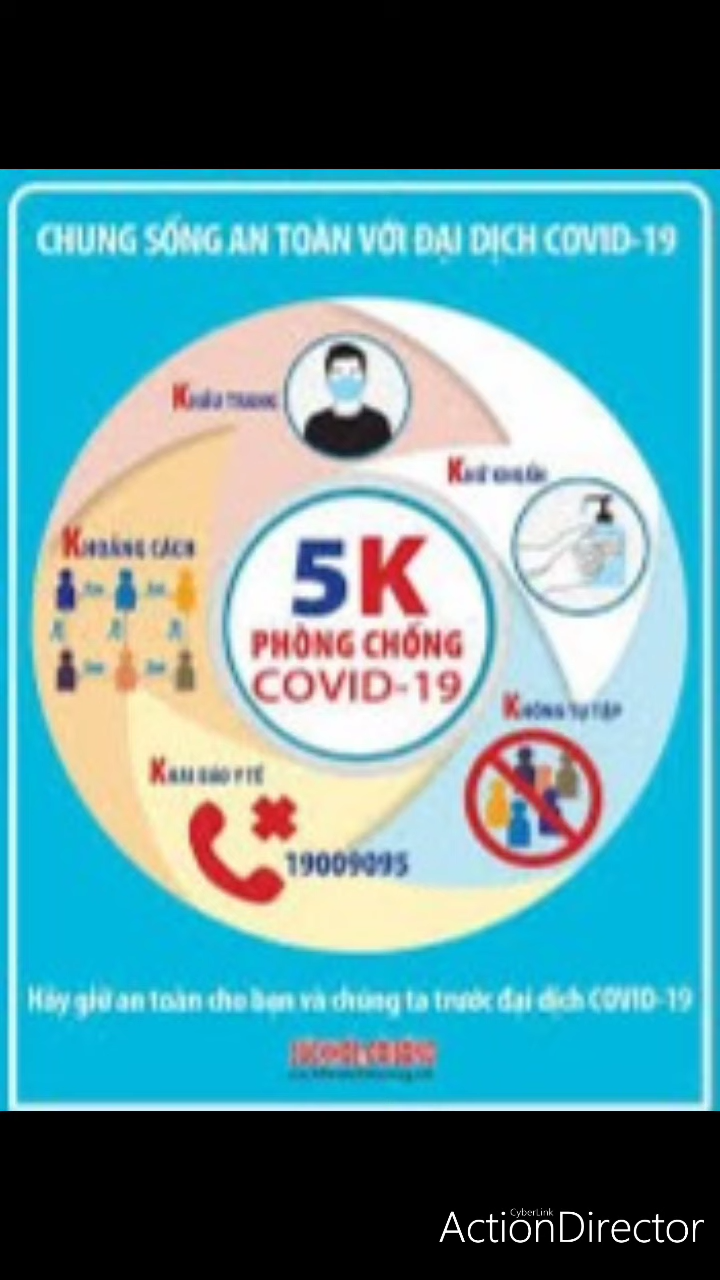 CHUNG SỐNG AN TOÀN VỚI ĐẠI DỊCH COVID-19
KHẨU TRANG
KHỬ KHUẨN
KHOẢNG CÁCH
5K
PHÒNG CHỐNG
COVID-19
KHÔNG TỤ TẬP
KHAI BÁO Y TẾ
19009095
Hãy giữ an toàn cho bạn và chúng ta trước đại dịch COVID-19
CyberLink
ActionDirector